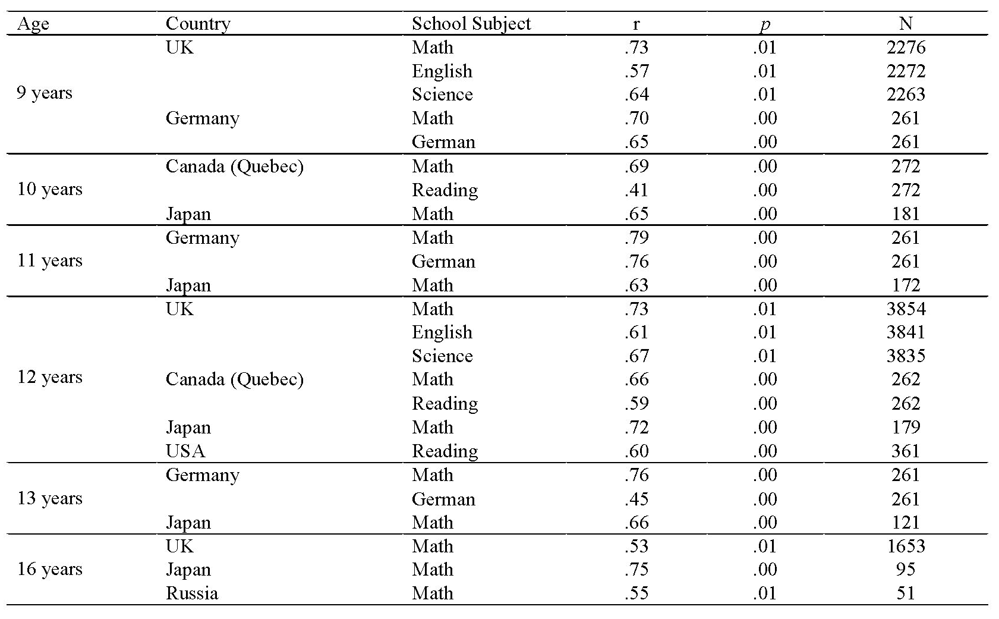 Age Country School Subject r p N
UK Math .73 .01 2276
English .57 .01 2272
9 years
Science .64 .01 2263
Germany Math .70 .00 261
German .65 .00 261
Canada (Quebec) Math .69 .00 272
10 years Reading .41 .00 272
Japan Math .65 .00 181
Germany Math .79 .00 261
11 years German .76 .00 261
Japan Math .63 .00 172
UK Math .73 .01 3854
English .61 .01 3841
Science .67 .01 3835
12 years Canada (Quebec) Math .66 .00 262
Reading .59 .00 262
Japan Math .72 .00 179
USA Reading .60 .00 361
Germany Math .76 .00 261
13 years German .45 .00 261
Japan Math .66 .00 121
UK Math .53 .01 1653
16 years Japan Math .75 .00 95
Russia Math .55 .01 51